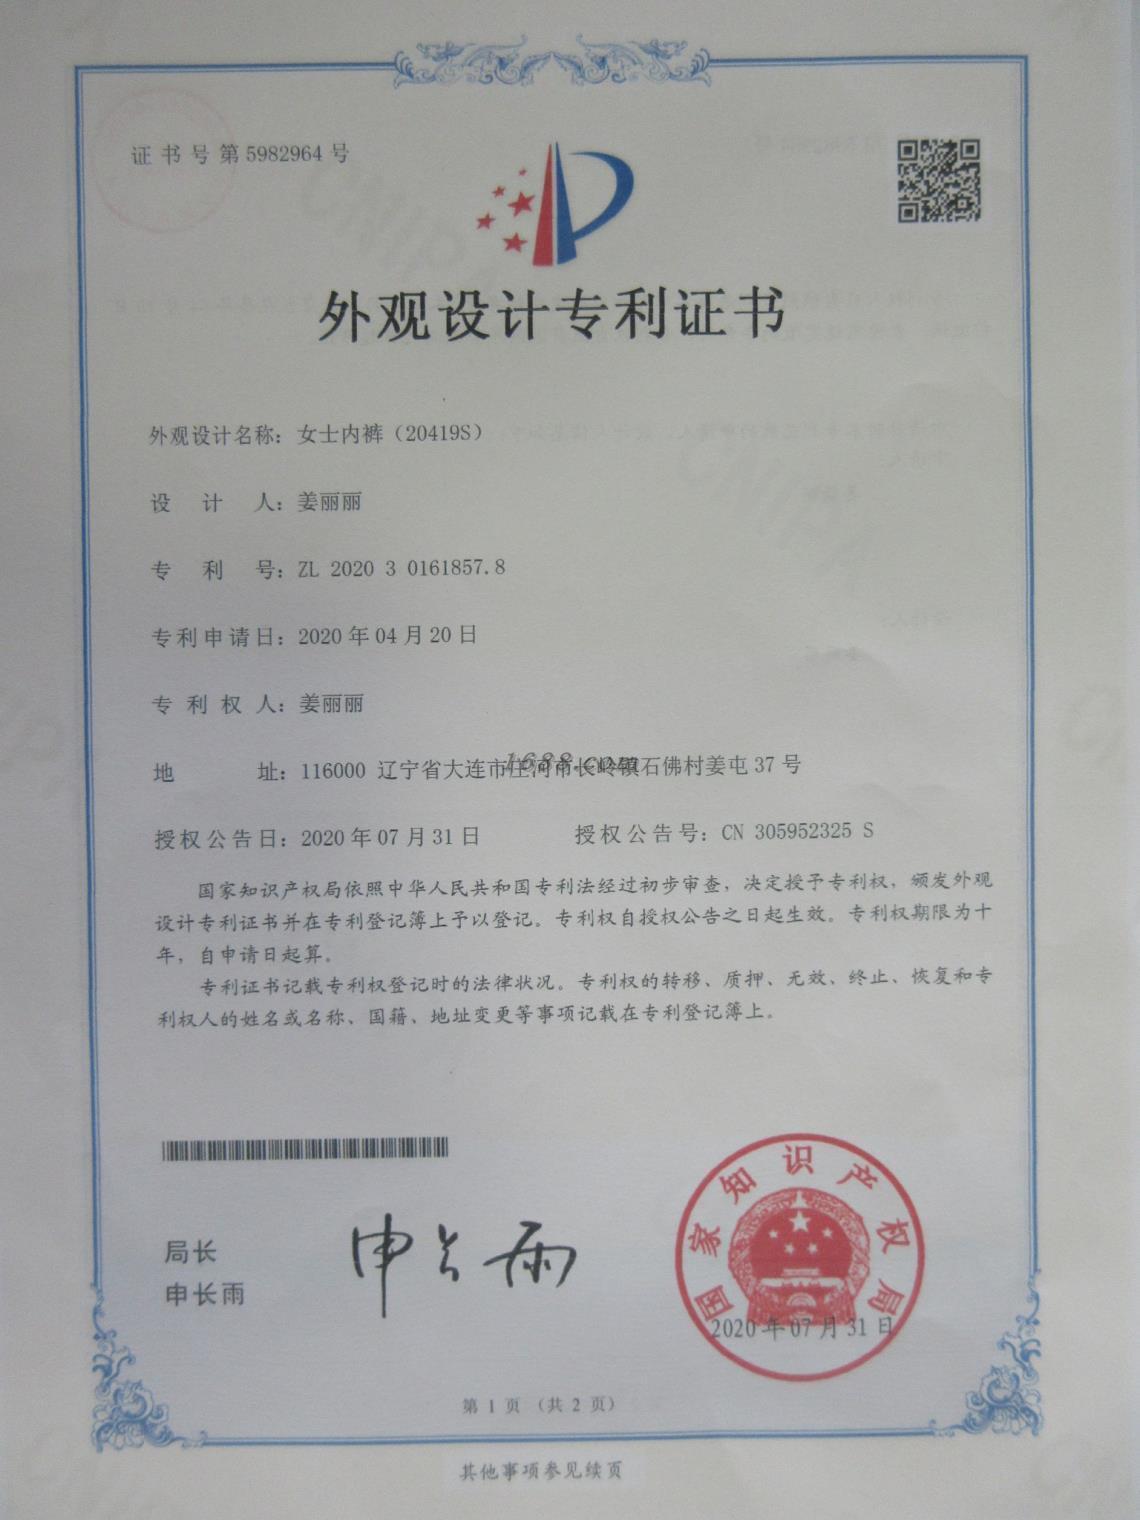 证书号第5982964号
外观设计专利证书
外观设计名称：女士内裤（20419S）
设计人：姜丽丽
专利号：ZL 2020 3 0161857.8
专利申请日：2020年04月20日
专利权人：姜丽丽
地址：116000 辽宁省大连市庄河市长岭镇石佛村姜屯37号
1688.com
授权公告日：2020年07月31日 授权公告号：CN 305952325 S
国家知识产权局依照中华人民共和国专利法经过初步审查，决定授予专利权，颁发外观
设计专利证书并在专利登记簿上予以登记。专利权自授权公告之日起生效。专利权期限为十
年，自申请日起算。
专利证书记载专利权登记时的法律状况。专利权的转移、质押、无效、终止、恢复和专
利权人的姓名或名称、国籍、地址变更等事项记载在专利登记簿上。
局长
申长雨
申长雨
国家知识产权局
2020年07月31日
第 1 页 （共 2 页）
其他事项参见续页